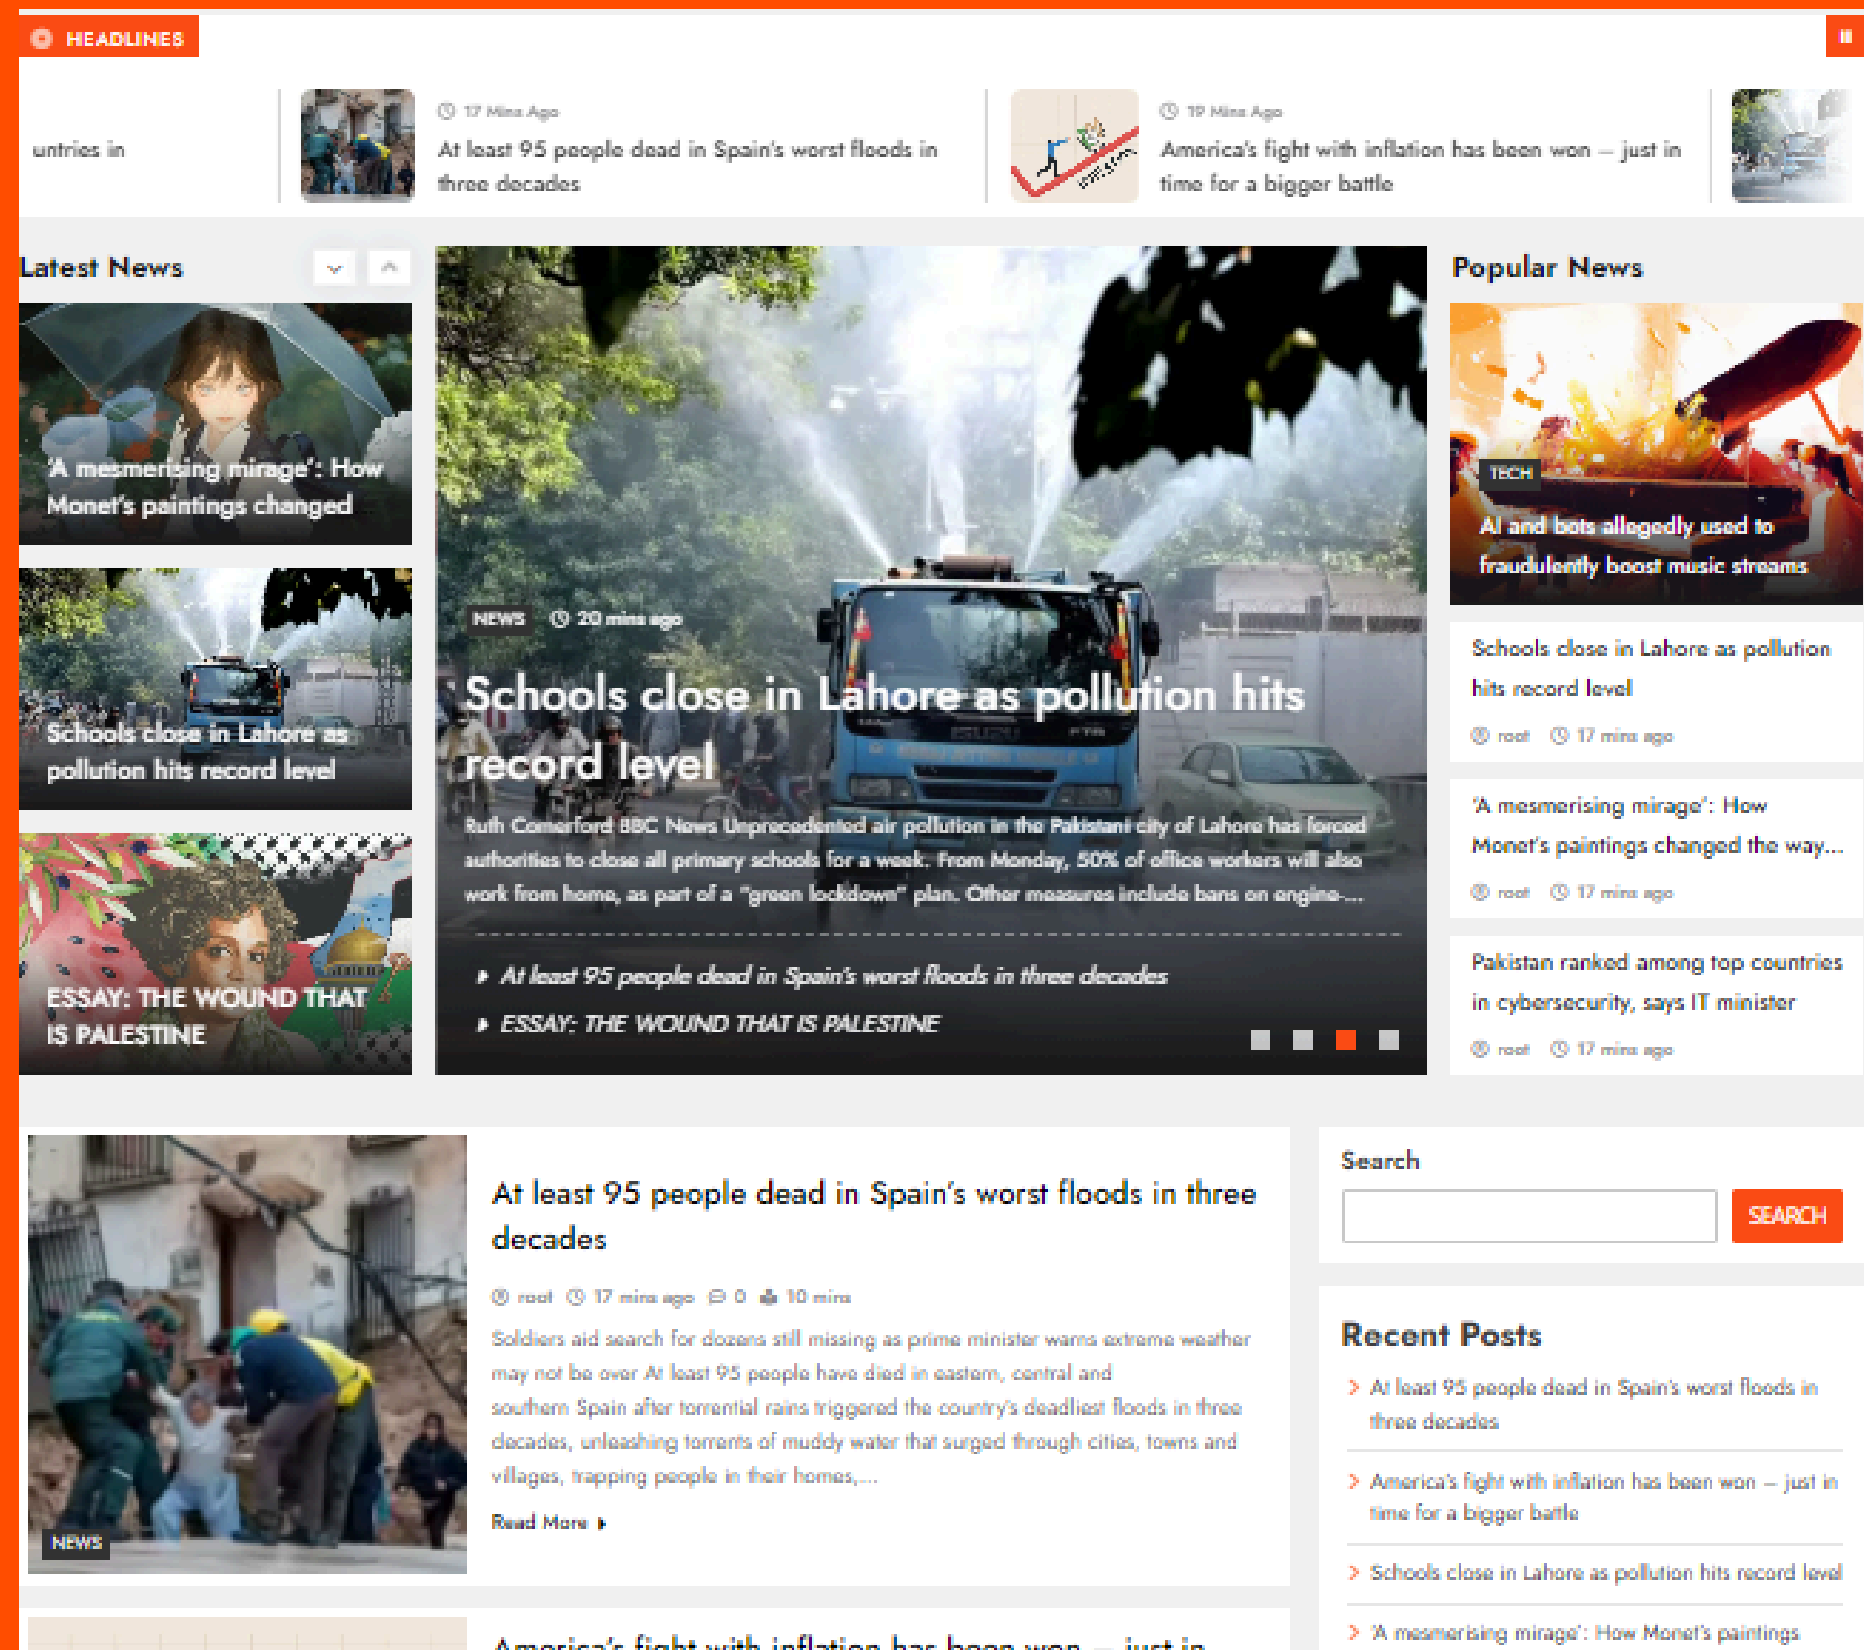 HEADLINES
untries in
17 Mins Ago
At least 95 people dead in Spain's worst floods in
three decades
19 Mins Ago
America's fight with inflation has been won – just in
time for a bigger battle
Latest News
'A mesmerising mirage': How
Monet's paintings changed
Schools close in Lahore as
pollution hits record level
ESSAY: THE WOUND THAT
IS PALESTINE
NEWS 20 mins ago
Schools close in Lahore as pollution hits
record level
Ruth Comerford BBC News Unprecedented air pollution in the Pakistani city of Lahore has forced
authorities to close all primary schools for a week. From Monday, 50% of office workers will also
work from home, as part of a "green lockdown" plan. Other measures include bans on engine-...
At least 95 people dead in Spain's worst floods in three decades
ESSAY: THE WOUND THAT IS PALESTINE
ISUZU FTR
Popular News
TECH
AI and bots allegedly used to
fraudulently boost music streams
Schools close in Lahore as pollution
hits record level
root 17 mins ago
'A mesmerising mirage': How
Monet's paintings changed the way...
root 17 mins ago
Pakistan ranked among top countries
in cybersecurity, says IT minister
root 17 mins ago
At least 95 people dead in Spain's worst floods in three
decades
root 17 mins ago 0 10 mins
Soldiers aid search for dozens still missing as prime minister warns extreme weather
may not be over At least 95 people have died in eastern, central and
southern Spain after torrential rains triggered the country's deadliest floods in three
decades, unleashing torrents of muddy water that surged through cities, towns and
villages, trapping people in their homes,...
Read More
NEWS
America's fight with inflation has been won – just in
Search
SEARCH
Recent Posts
At least 95 people dead in Spain's worst floods in
three decades
America's fight with inflation has been won – just in
time for a bigger battle
Schools close in Lahore as pollution hits record level
'A mesmerising mirage': How Monet's paintings